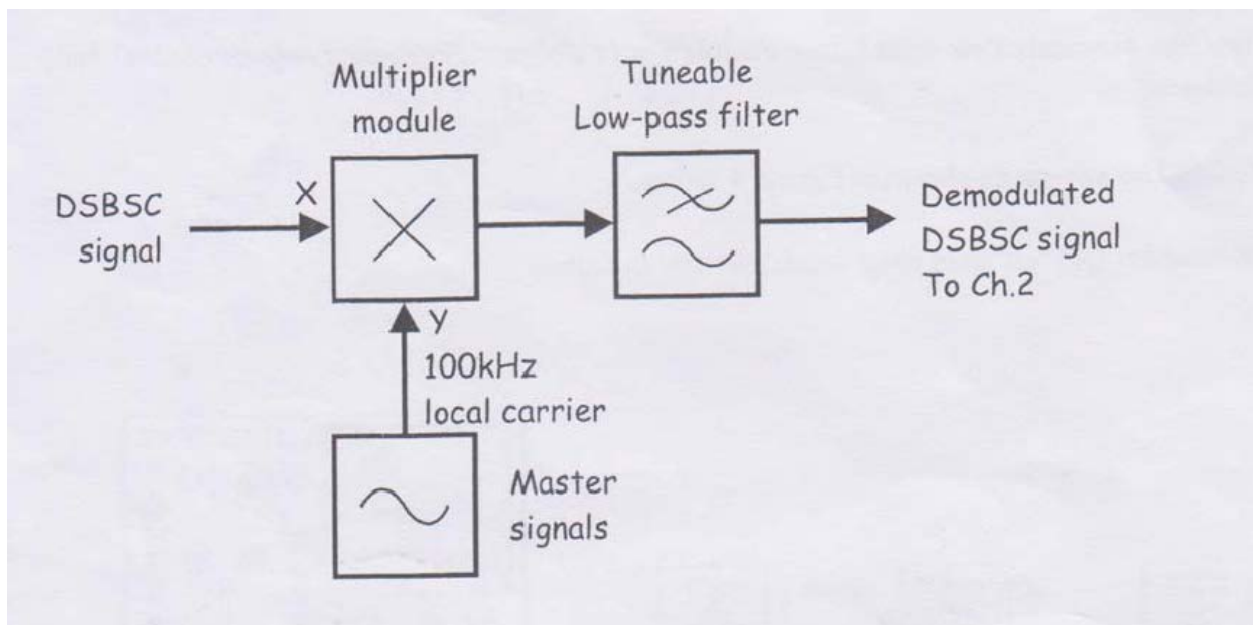 Multiplier
module
Tuneable
Low-pass filter
DSBSC
signal
X
Demodulated
DSBSC signal
To Ch.2
Y
100kHz
local carrier
Master
signals